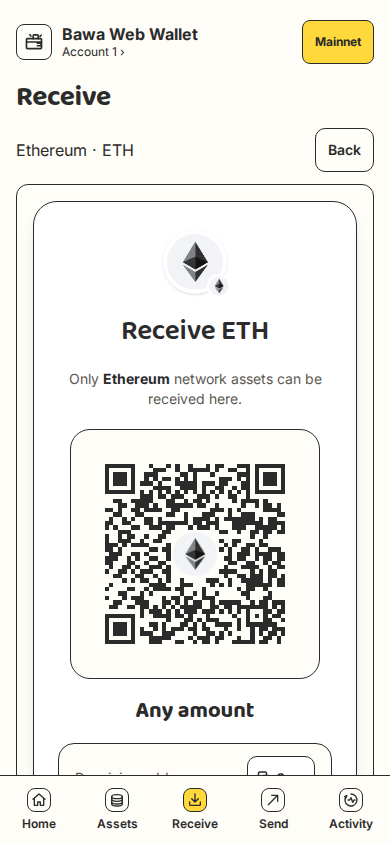 Bawa Web Wallet
Account 1 ›
Mainnet
Receive
Ethereum · ETH
Back
Receive ETH
Only Ethereum network assets can be
received here.
Any amount
Home
Assets
Receive
Send
Activity